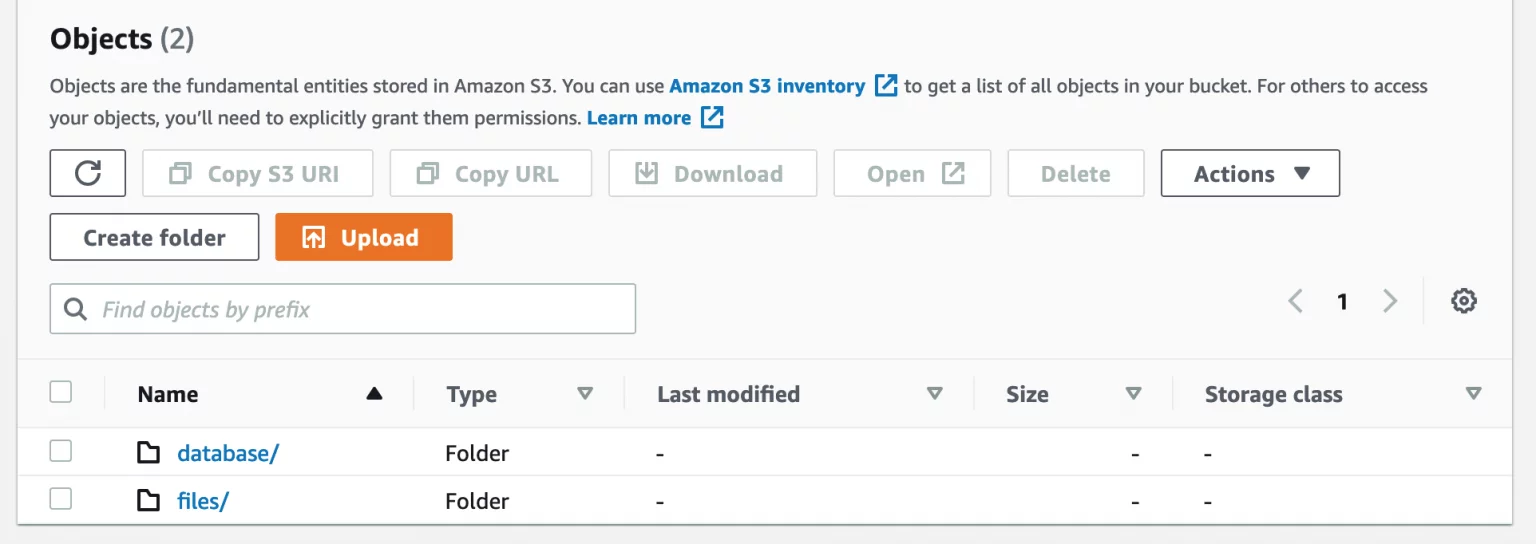 Objects (2)
Objects are the fundamental entities stored in Amazon S3. You can use Amazon S3 inventory to get a list of all objects in your bucket. For others to access
your objects, you’ll need to explicitly grant them permissions. Learn more
Copy S3 URI Copy URL Download Open Delete Actions
Create folder Upload
Find objects by prefix 1
Name Type Last modified Size Storage class
database/ Folder - - -
files/ Folder - - -